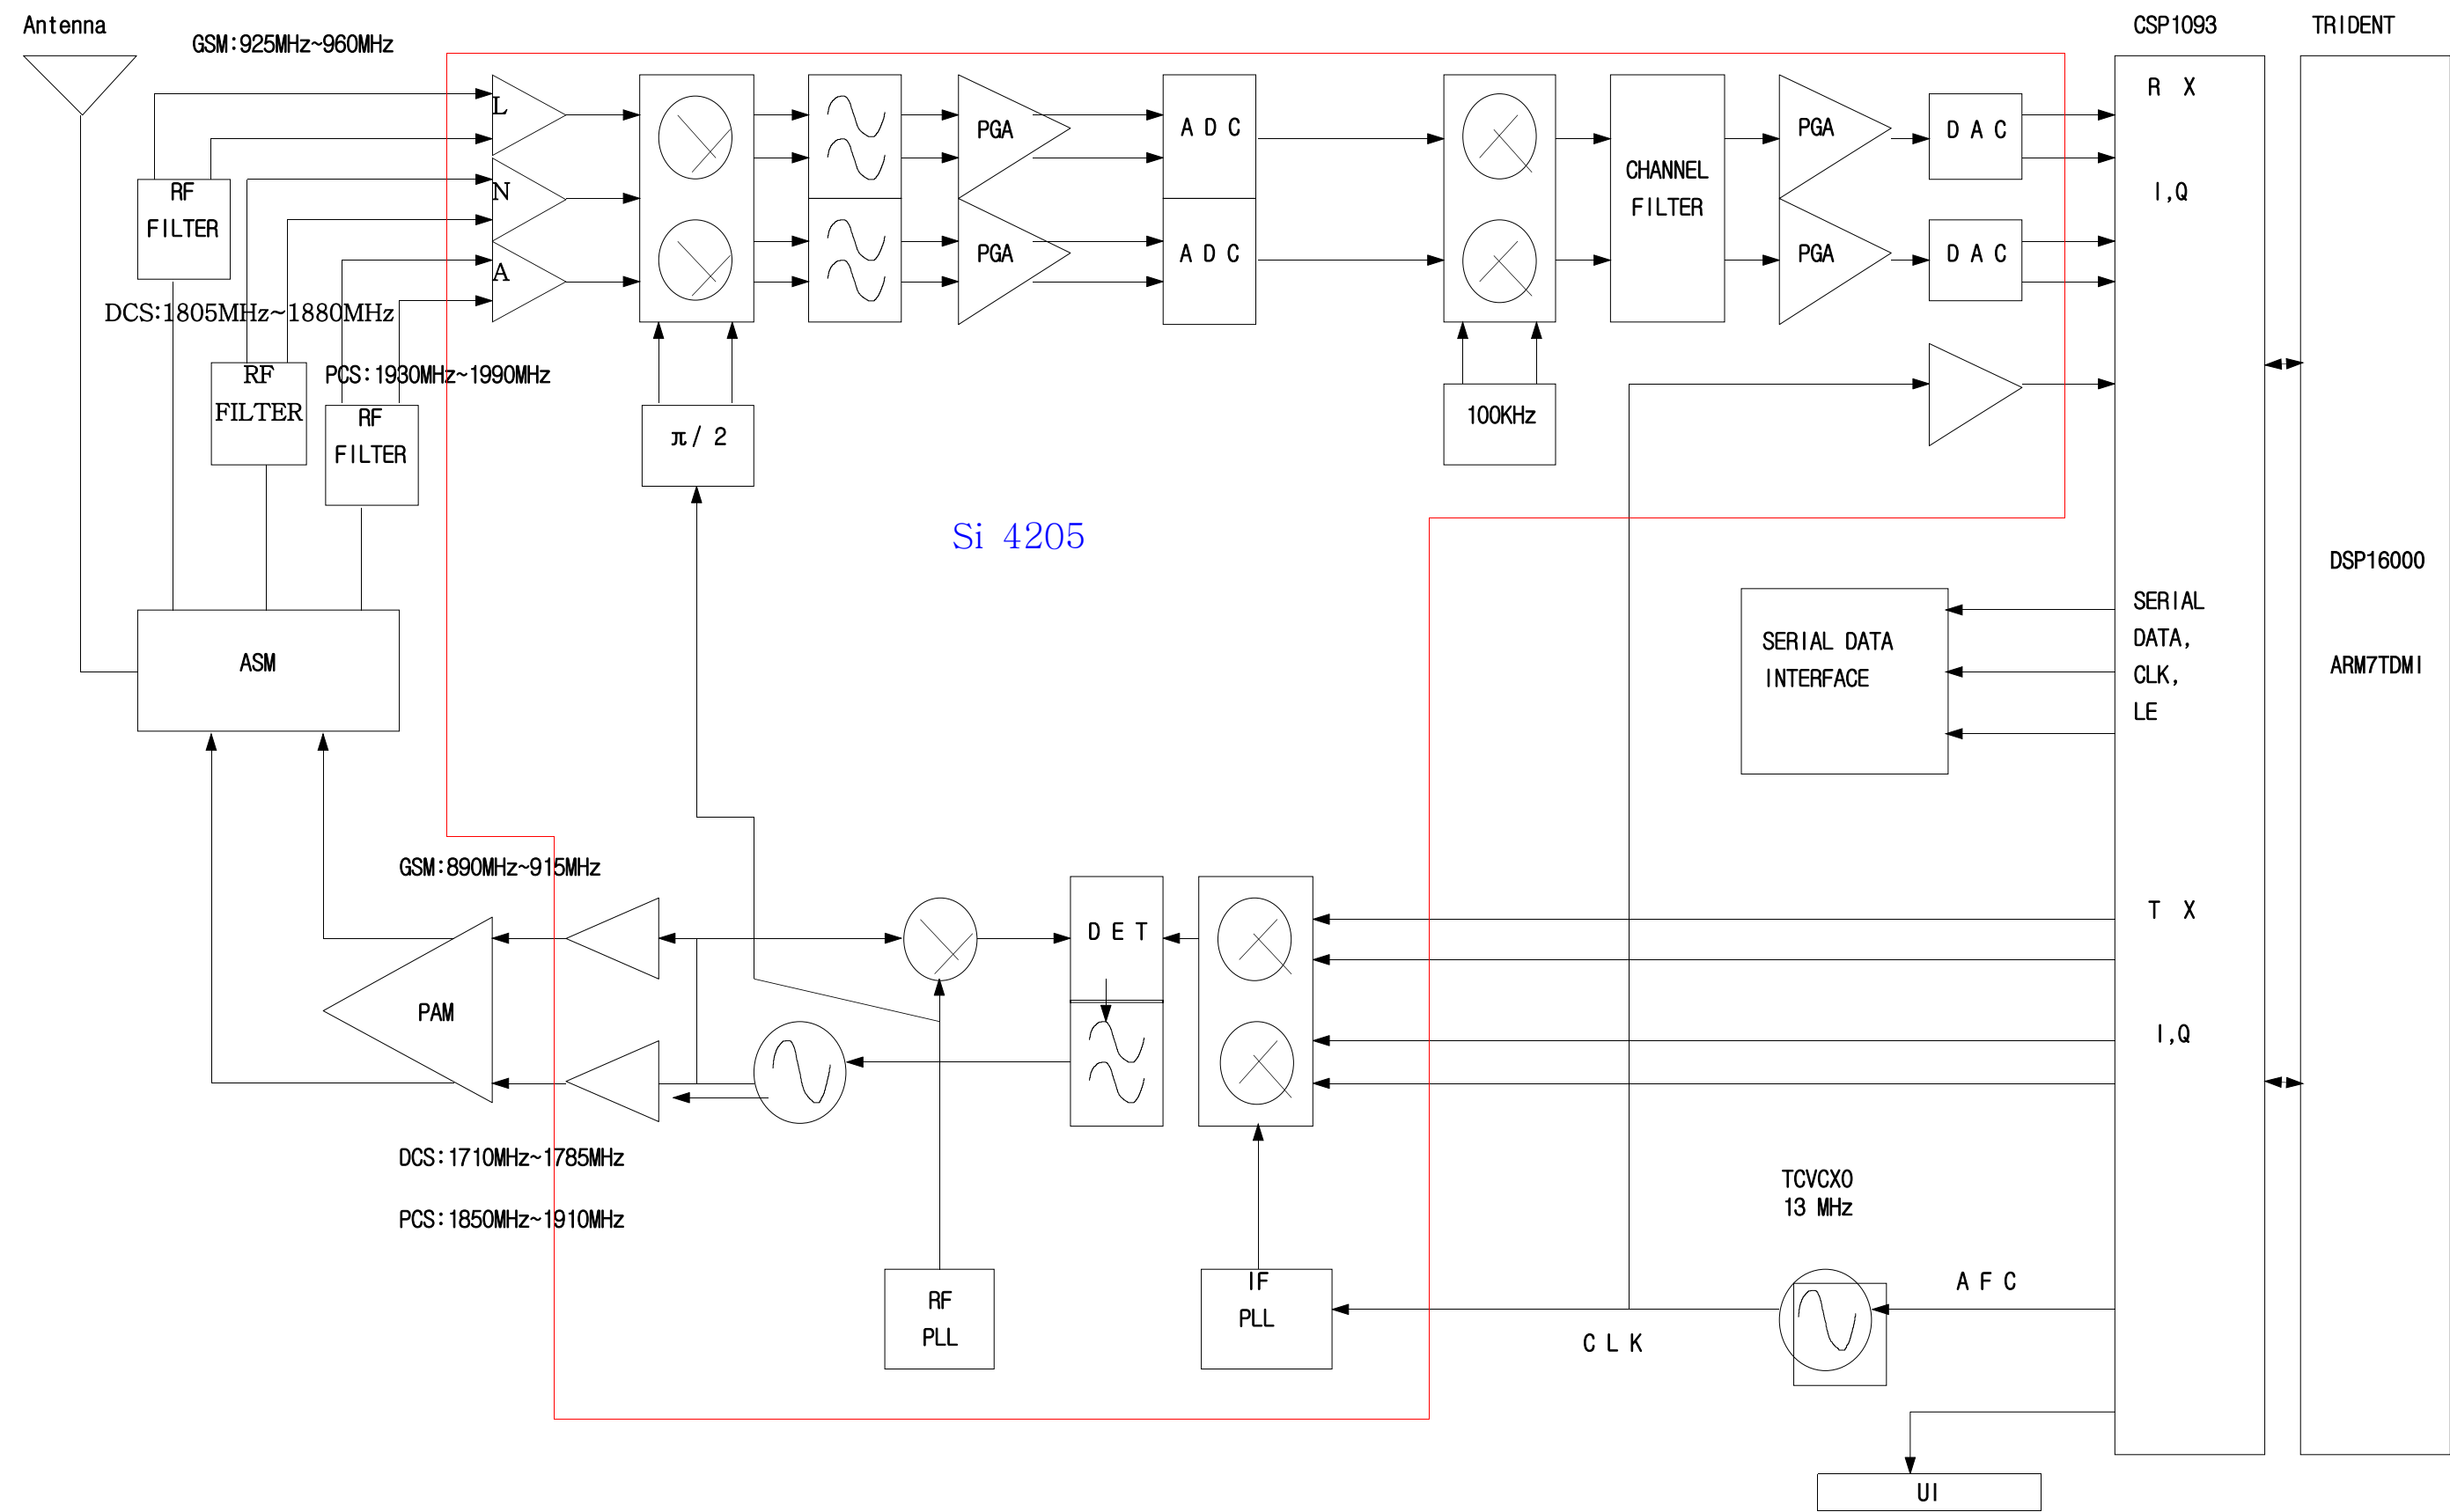 Antenna
CSP1093
TRIDENT
GSM:925MHz~960MHz
R X
L
PGA
A D C
PGA
D A C
CHANNEL
FILTER
N
RF
FILTER
I,Q
PGA
A D C
PGA
D A C
A
DCS:1805MHz~1880MHz
RF
FILTER
PCS:1930MHz~1990MHz
RF
FILTER
π/ 2
100KHz
Si 4205
DSP16000
SERIAL
DATA,
CLK,
LE
SERIAL DATA
INTERFACE
ASM
ARM7TDMI
GSM:890MHz~915MHz
D E T
T X
PAM
I,Q
DCS:1710MHz~1785MHz
PCS:1850MHz~1910MHz
TCVCXO
13 MHz
RF
PLL
IF
PLL
A F C
C L K
UI